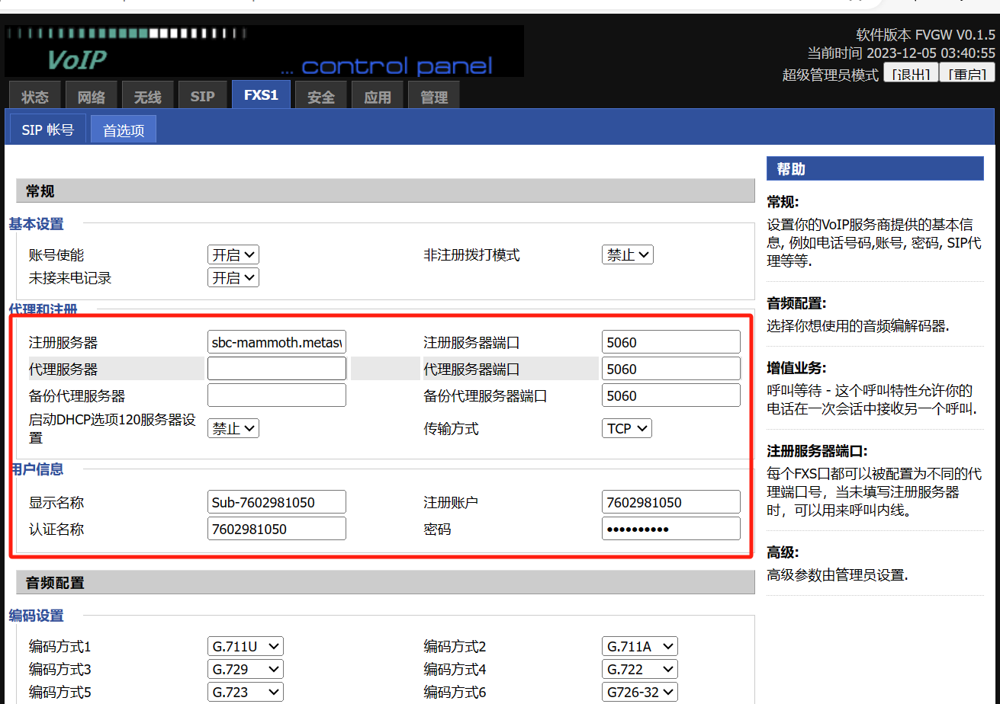 软件版本 FVGW V0.1.5
VoIP
当前时间 2023-12-05 03:40:55
... control panel
超级管理员模式 [退出] [重启]
状态 网络 无线 SIP FXS1 安全 应用 管理
SIP 帐号 首选项
常规
基本设置
账号使能 开启 非注册拨打模式 禁止
未接来电记录 开启
代理和注册
注册服务器 sbc-mammoth.metas 注册服务器端口 5060
代理服务器 代理服务器端口 5060
备份代理服务器 备份代理服务器端口 5060
启动DHCP选项120服务器设
置 禁止 传输方式 TCP
用户信息
显示名称 Sub-7602981050 注册账户 7602981050
认证名称 7602981050 密码 ••••••••••
音频配置
编码设置
编码方式1 G.711U 编码方式2 G.711A
编码方式3 G.729 编码方式4 G.722
编码方式5 G.723 编码方式6 G726-32
帮助
常规:
设置你的VoIP服务商提供的基本信
息, 例如电话号码,账号, 密码, SIP代
理等等.
音频配置:
选择你想使用的音频编解码器.
增值业务:
呼叫等待 - 这个呼叫特性允许你的
电话在一次会话中接收另一个呼叫.
注册服务器端口:
每个FXS口都可以被配置为不同的代
理端口号，当未填写注册服务器
时，可以用来呼叫内线。
高级:
高级参数由管理员设置.